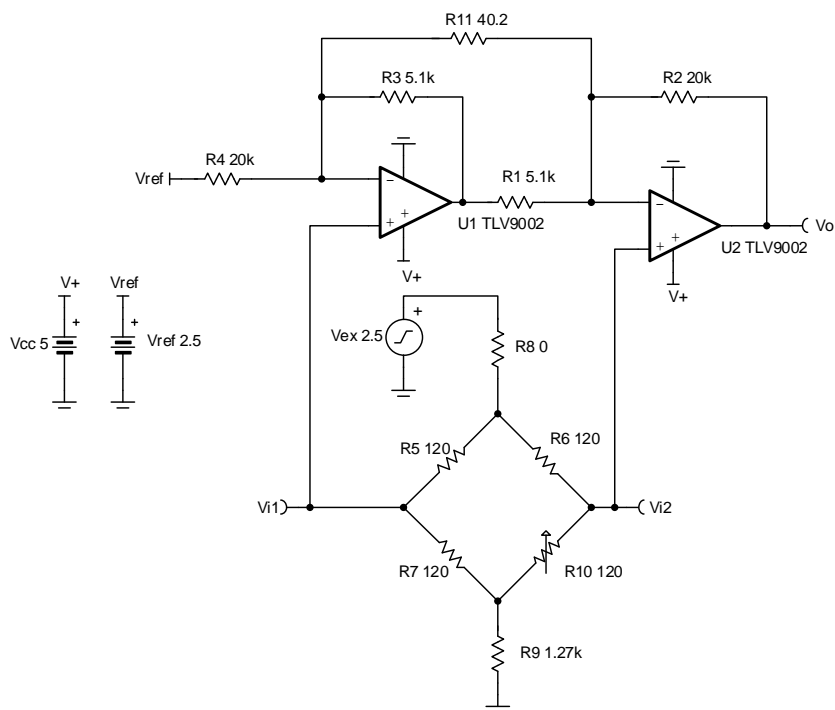 R11 40.2
R3 5.1k
R2 20k
Vref
R4 20k
R1 5.1k
U1 TLV9002
V+
Vo
U2 TLV9002
V+
V+
Vref
Vcc 5
Vref 2.5
Vex 2.5
R8 0
R5 120
R6 120
Vi1
Vi2
R7 120
R10 120
R9 1.27k